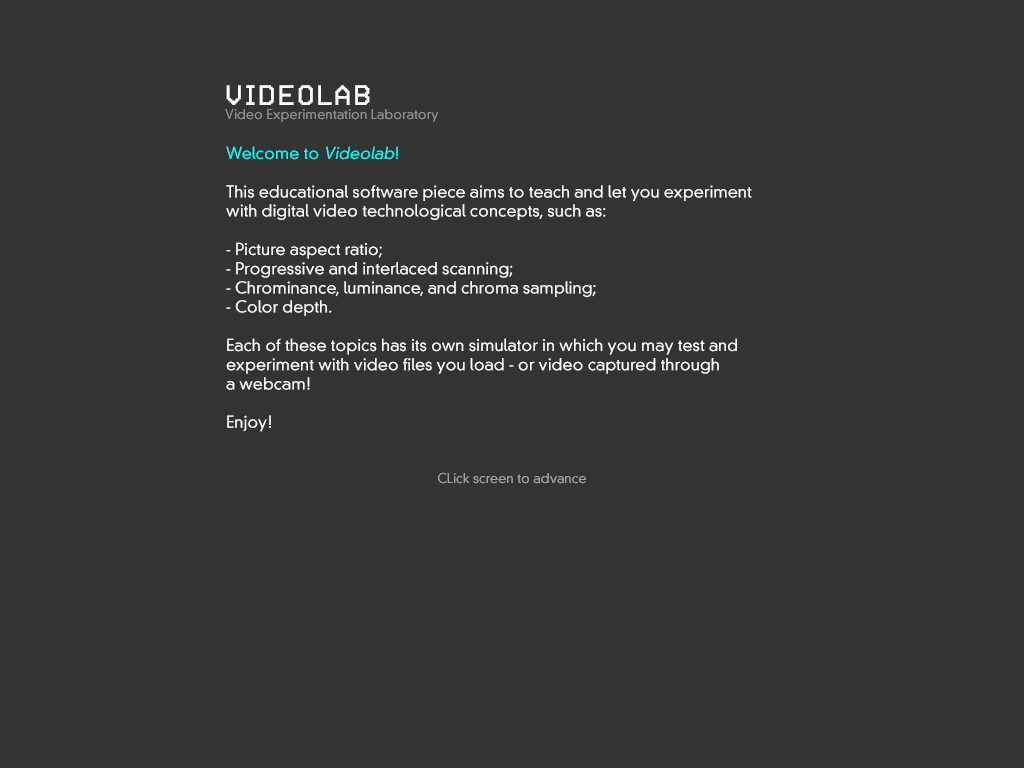 VIDEOLAB
Video Experimentation Laboratory
Welcome to Videolab!
This educational software piece aims to teach and let you experiment
with digital video technological concepts, such as:
- Picture aspect ratio;
- Progressive and interlaced scanning;
- Chrominance, luminance, and chroma sampling;
- Color depth.
Each of these topics has its own simulator in which you may test and
experiment with video files you load - or video captured through
a webcam!
Enjoy!
CLick screen to advance